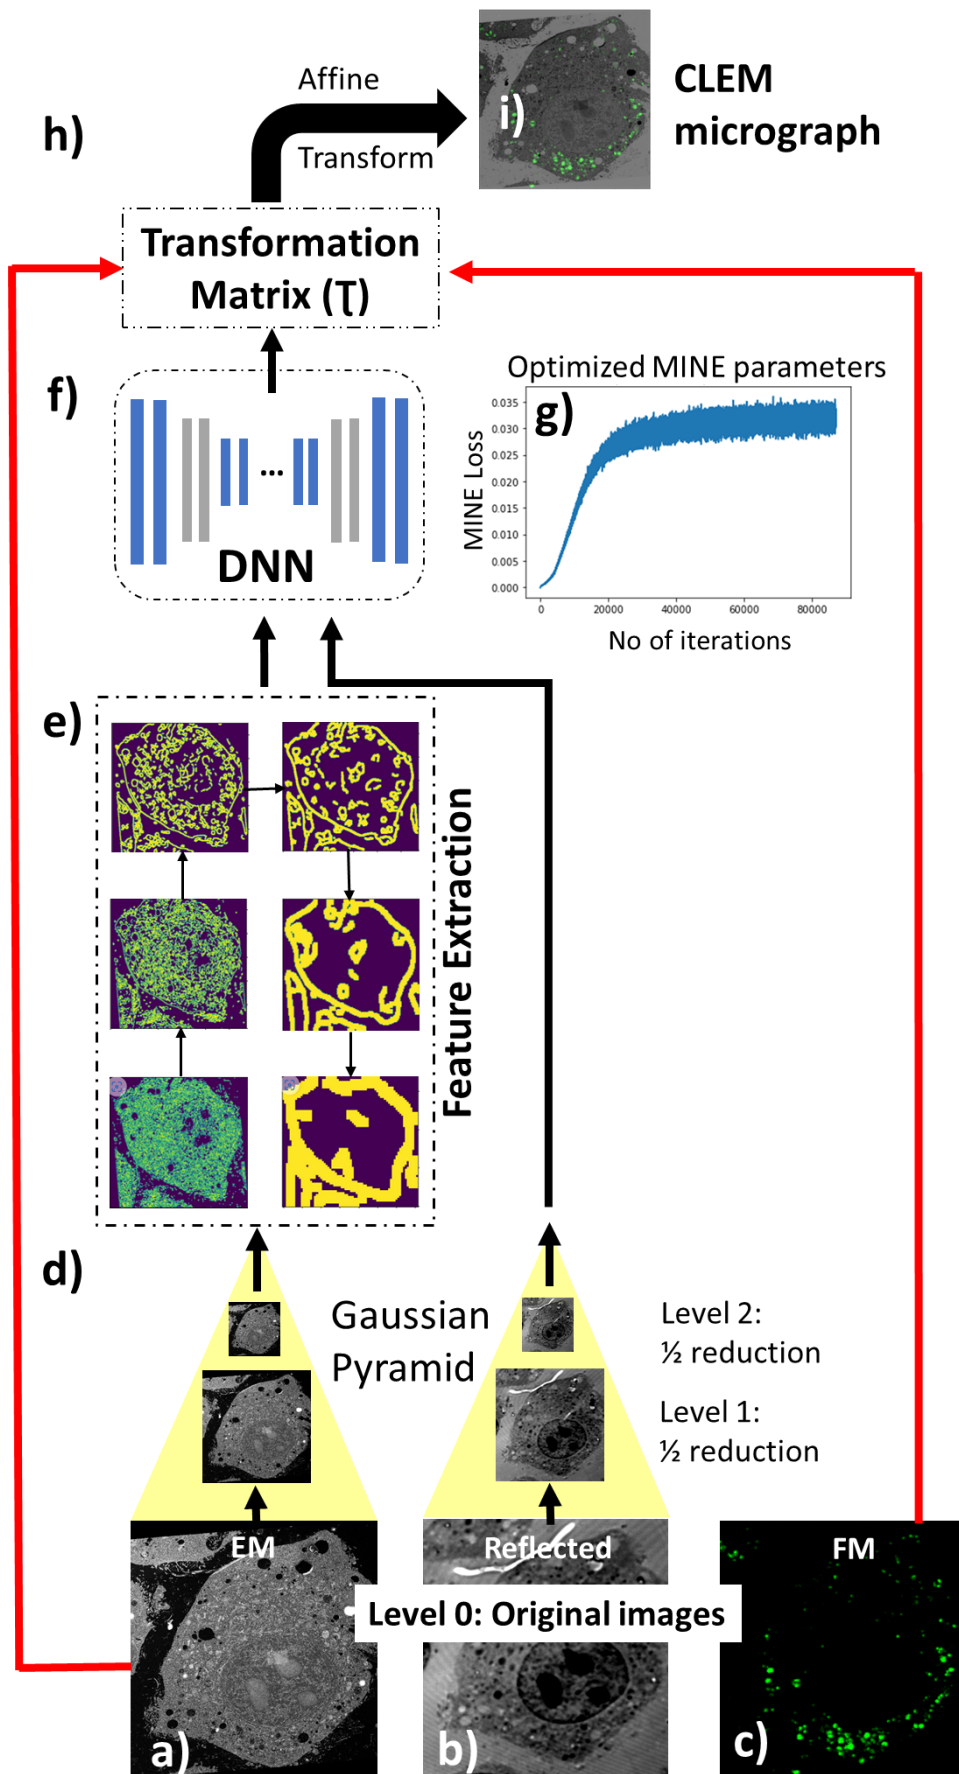 Affine
Transform
h)
i)
CLEM
micrograph
Transformation
Matrix (Ʈ)
f)
DNN
Optimized MINE parameters
g)
MINE Loss
0.035
0.030
0.025
0.020
0.015
0.010
0.005
0.000
0 20000 40000 60000 80000
No of iterations
e)
Feature Extraction
d)
Gaussian
Pyramid
Level 2:
½ reduction
Level 1:
½ reduction
EM
Reflected
FM
Level 0: Original images
a)
b)
c)